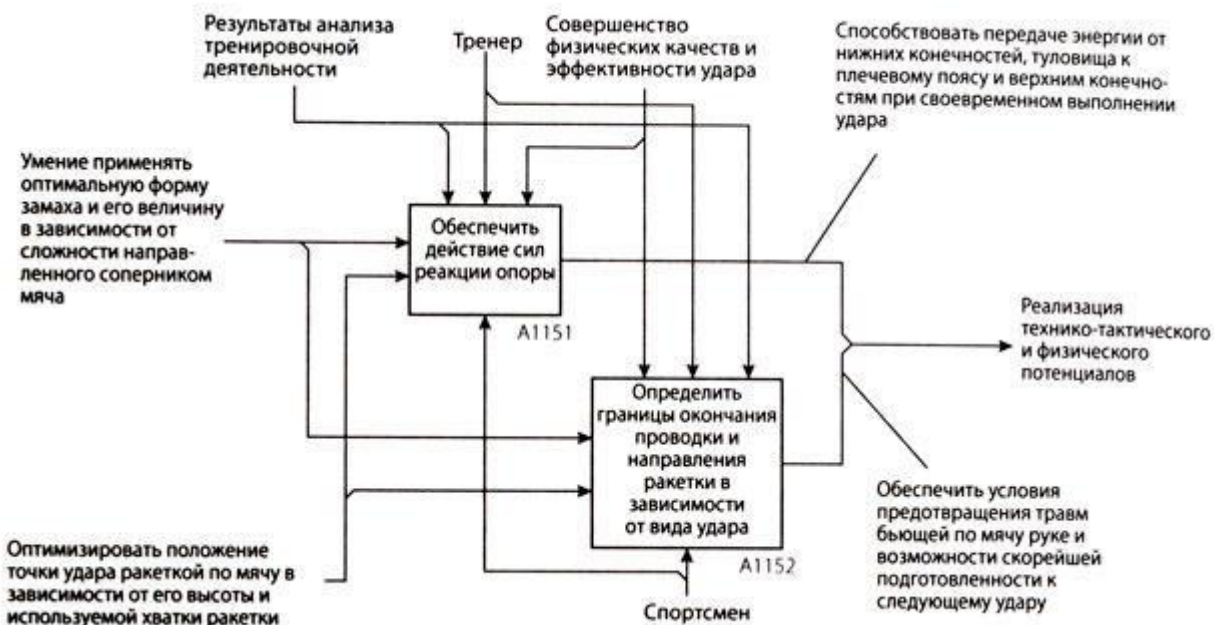 Результаты анализа
тренировочной
деятельности
Тренер
Совершенство
физических качеств и
эффективности удара
Способствовать передаче энергии от
нижних конечностей, туловища к
плечевому поясу и верхним конечно-
стям при своевременном выполнении
удара
Умение применять
оптимальную форму
замаха и его величину
в зависимости от
сложности направ-
ленного соперником
мяча
Обеспечить
действие сил
реакции опоры
А1151
Реализация
технико-тактического
и физического
потенциалов
Определить
границы окончания
проводки и
направления
ракетки в
зависимости
от вида удара
А1152
Обеспечить условия
предотвращения травм
бьющей по мячу руке и
возможности скорейшей
подготовленности к
следующему удару
Оптимизировать положение
точки удара ракеткой по мячу в
зависимости от его высоты и
используемой хватки ракетки
Спортсмен